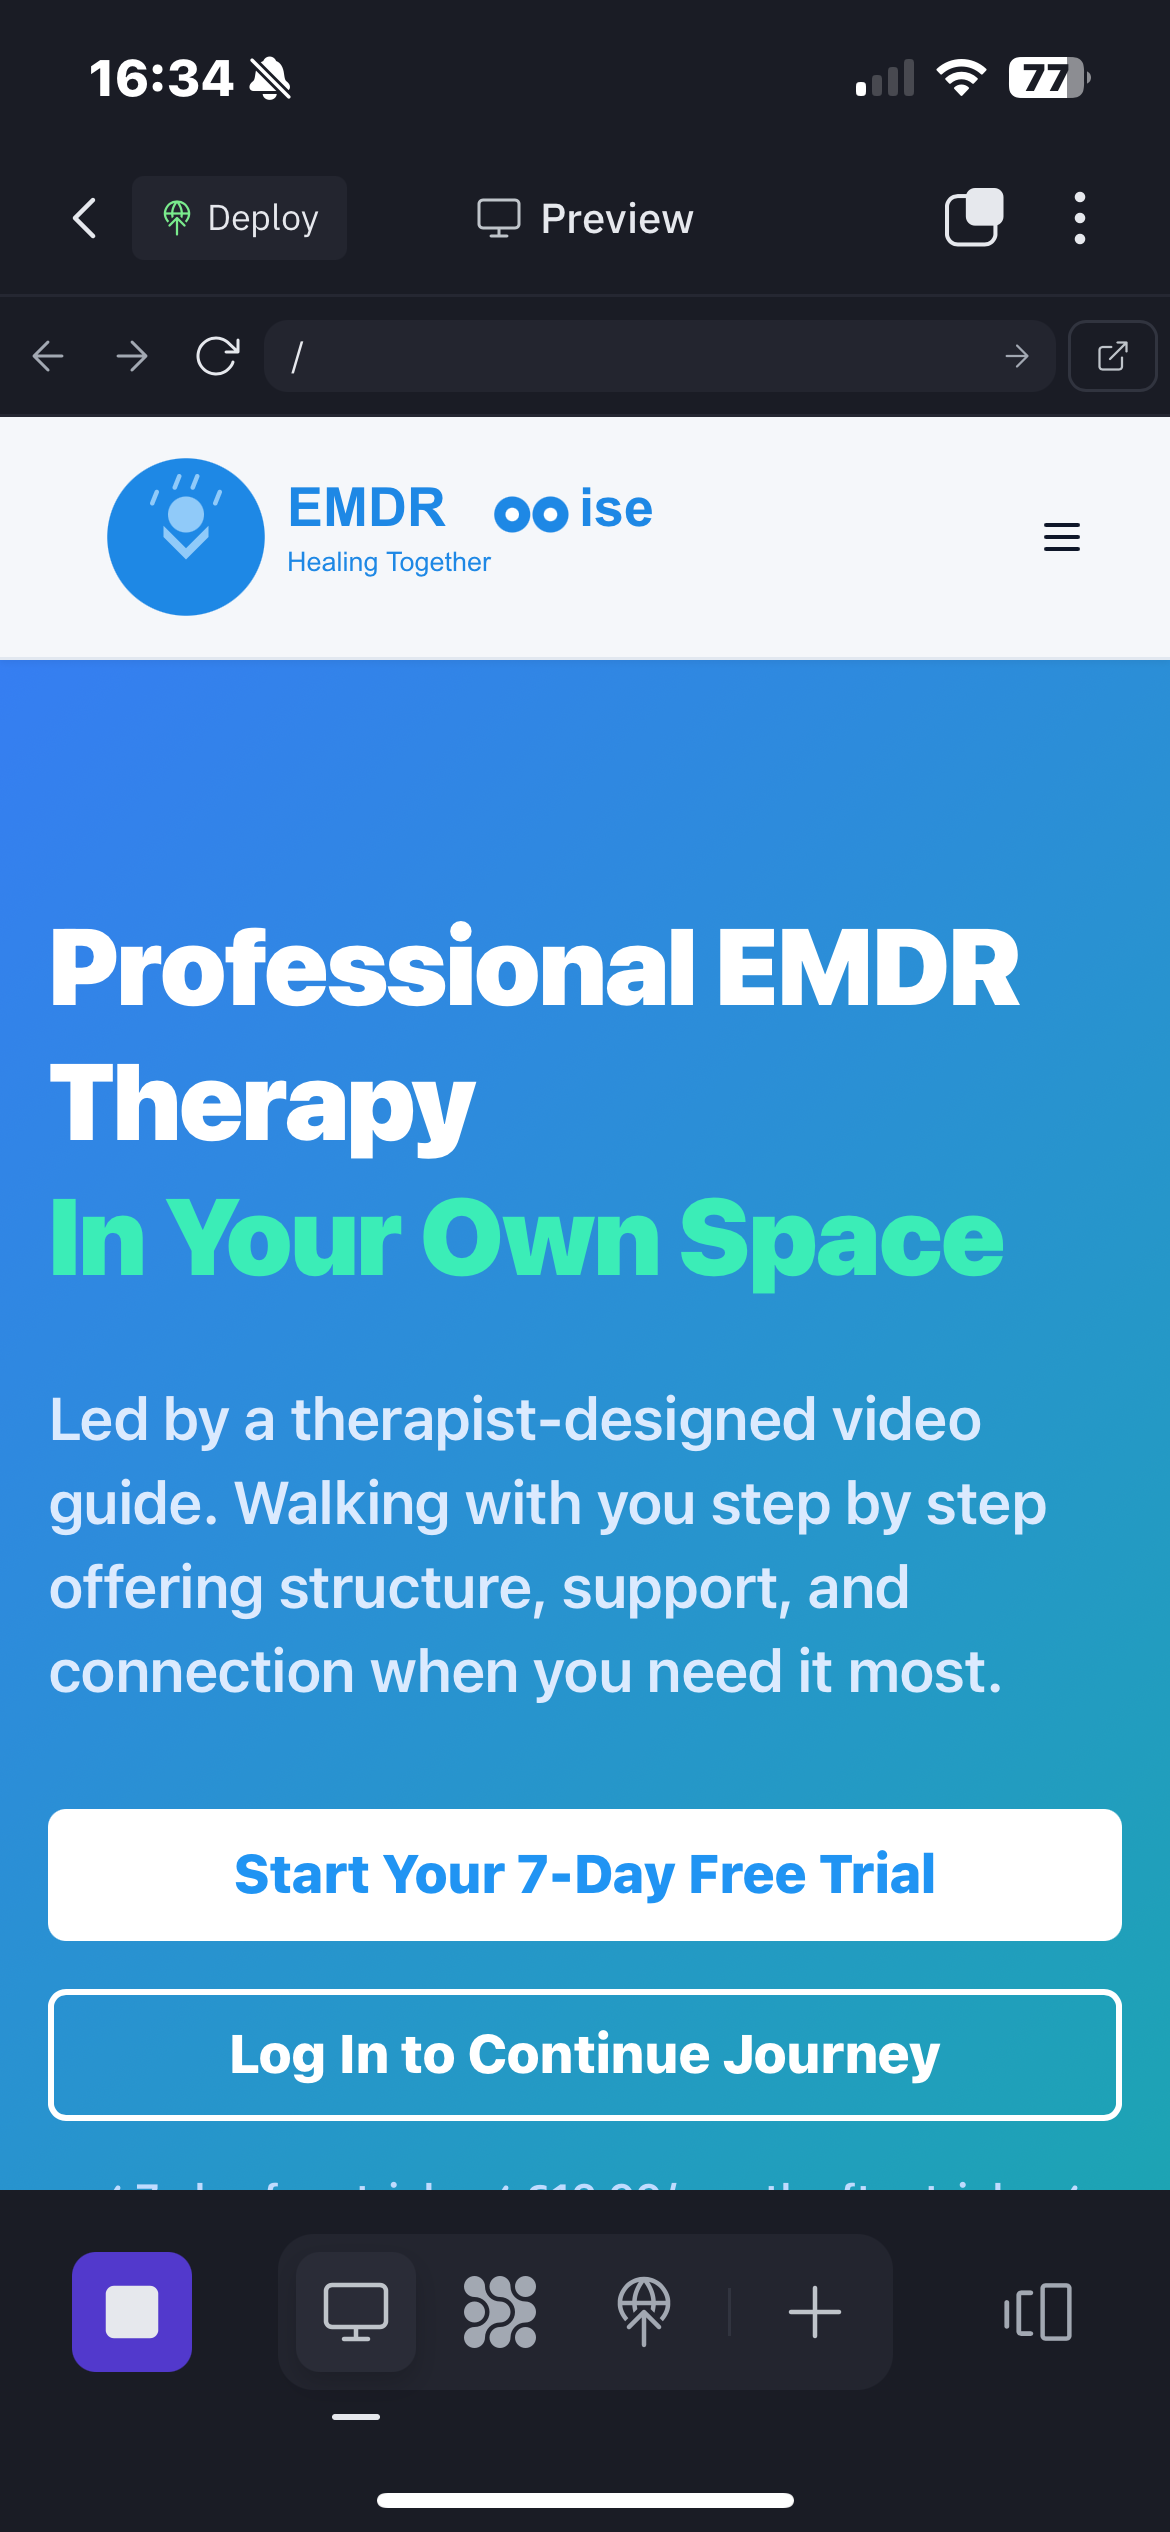 16:34
77
Deploy
Preview
/
EMDR ise
Healing Together
Professional EMDR
Therapy
In Your Own Space
Led by a therapist-designed video
guide. Walking with you step by step
offering structure, support, and
connection when you need it most.
Start Your 7-Day Free Trial
Log In to Continue Journey